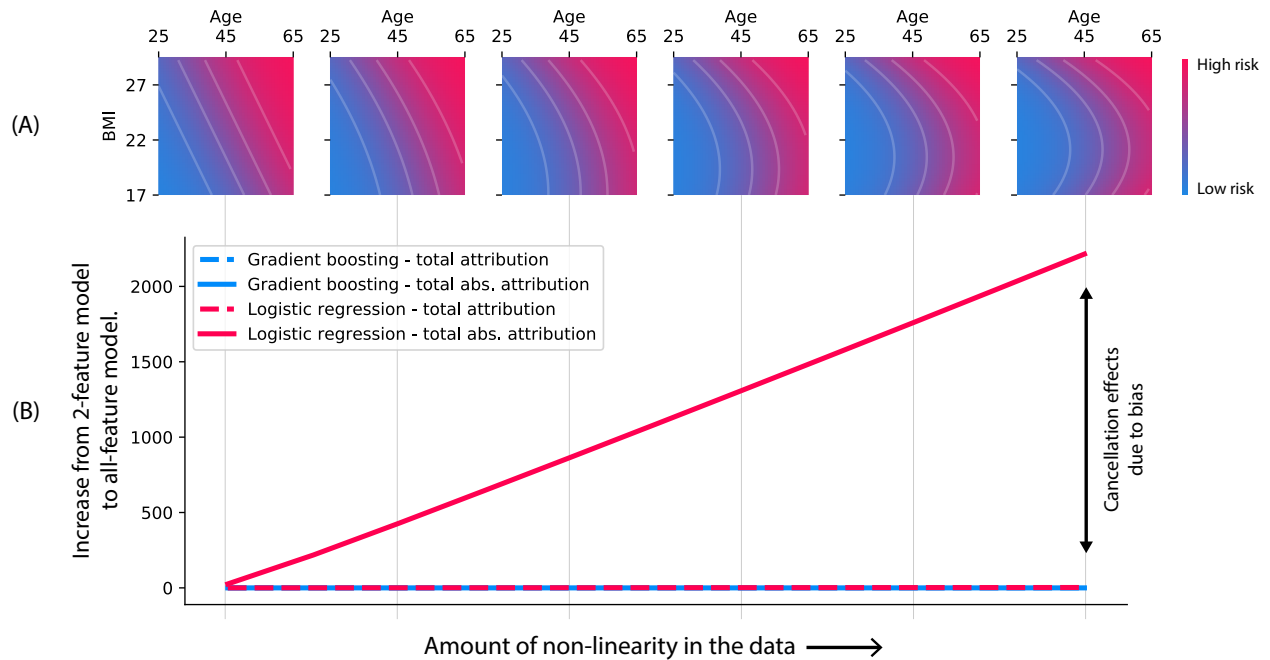 Age Age Age Age Age Age
25 45 65 25 45 65 25 45 65 25 45 65 25 45 65 25 45 65
(A)
BMI
27
22
17
High risk
Low risk
(B)
Increase from 2-feature model
to all-feature model.
2000
1500
1000
500
0
Gradient boosting - total attribution
Gradient boosting - total abs. attribution
Logistic regression - total attribution
Logistic regression - total abs. attribution
Cancellation effects
due to bias
Amount of non-linearity in the data